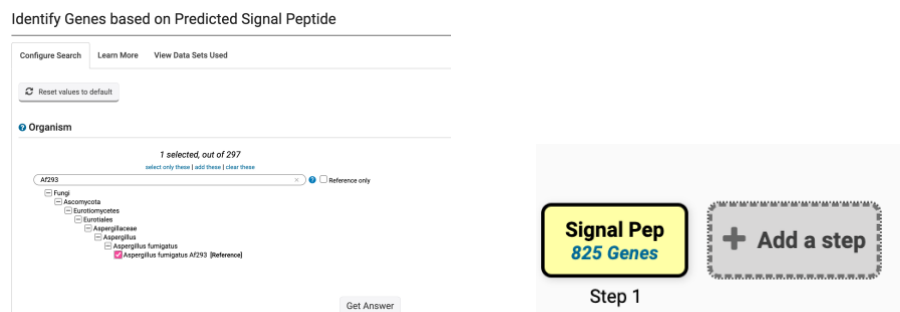 Identify Genes based on Predicted Signal Peptide
Configure Search Learn More View Data Sets Used
Reset values to default
Organism
1 selected, out of 297
select only these | add these | clear these
Af293 × Reference only
Fungi
Ascomycota
Eurotiomycetes
Eurotiales
Aspergillaceae
Aspergillus
Aspergillus fumigatus
Aspergillus fumigatus Af293 [Reference]
Get Answer
Signal Pep
825 Genes
+ Add a step
Step 1